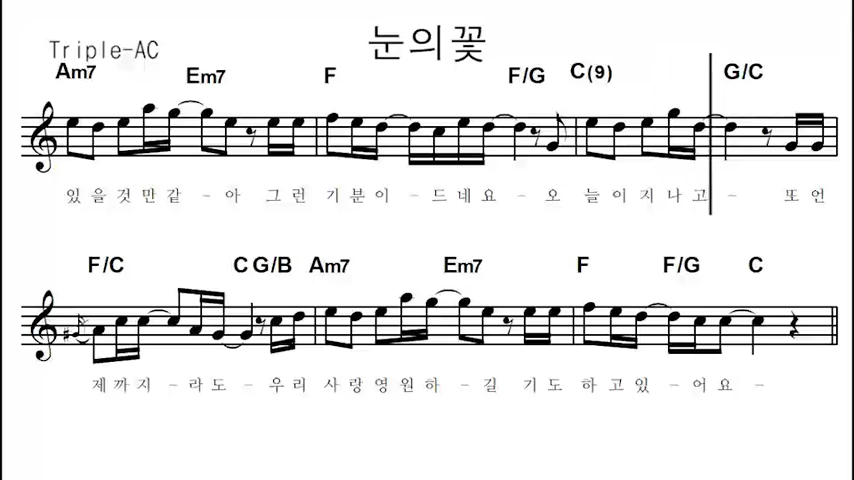 눈의꽃
Triple-AC
Am7 Em7 F F/G C(9) G/C
있을것만같 - 아 그런 기분이 - 드네요 - 오 늘이지나고 - 또언
F/C C G/B Am7 Em7 F F/G C
제까지 - 라도 - 우리 사랑영원하 - 길 기도 하고있 - 어요 -